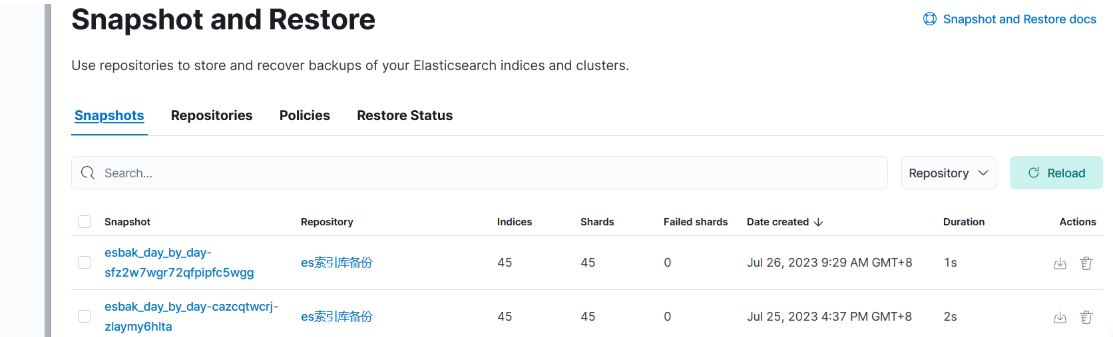 Snapshot and Restore
Snapshot and Restore docs
Use repositories to store and recover backups of your Elasticsearch indices and clusters.
Snapshots Repositories Policies Restore Status
Search... Repository Reload
Snapshot Repository Indices Shards Failed shards Date created Duration Actions
esbak_day_by_day-
sfz2w7wgr72qfpipfc5wgg
es索引库备份 45 45 0 Jul 26, 2023 9:29 AM GMT+8 1s
esbak_day_by_day-cazcqtwcrj-
zlaymy6hlta
es索引库备份 45 45 0 Jul 25, 2023 4:37 PM GMT+8 2s